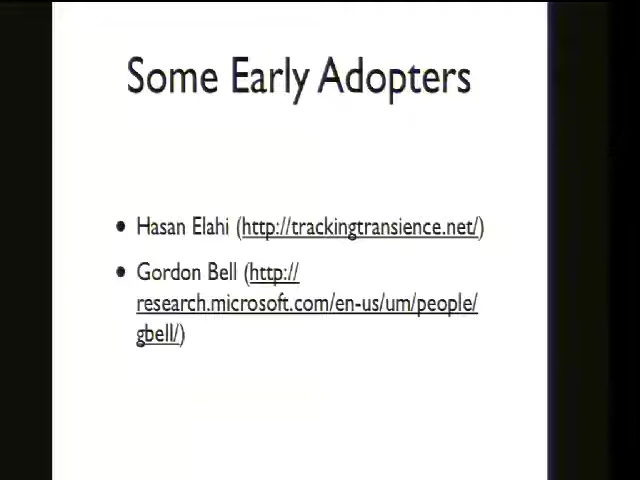 Some Early Adopters
• Hasan Elahi (http://trackingtransience.net/)
• Gordon Bell (http://
research.microsoft.com/en-us/um/people/
gbell/)